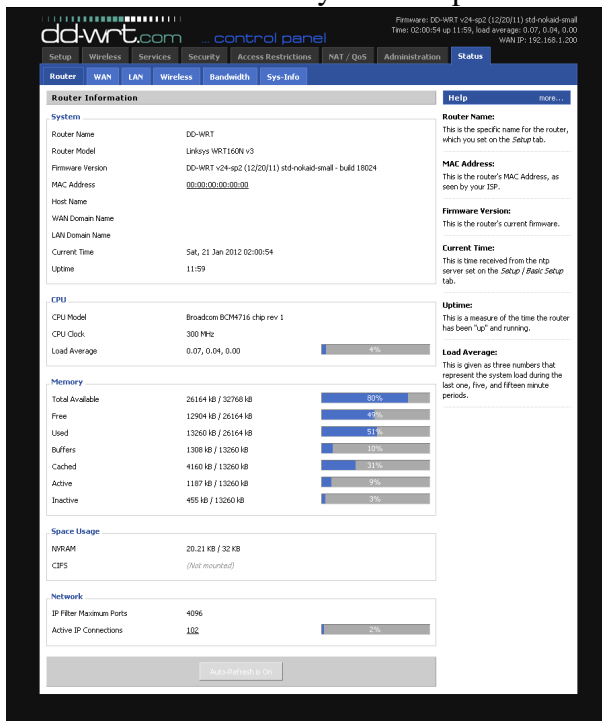 dd-wrt.com ... control panel
Firmware: DD-WRT v24-sp2 (12/20/11) std-nokaid-small
Time: 02:00:54 up 11:59, load average: 0.07, 0.04, 0.00
WAN IP: 192.168.1.200
Setup Wireless Services Security Access Restrictions NAT / QoS Administration Status
Router WAN LAN Wireless Bandwidth Sys-Info
Router Information
System
Router Name DD-WRT
Router Model Linksys WRT160N v3
Firmware Version DD-WRT v24-sp2 (12/20/11) std-nokaid-small - build 18024
MAC Address 00:00:00:00:00:00
Host Name
WAN Domain Name
LAN Domain Name
Current Time Sat, 21 Jan 2012 02:00:54
Uptime 11:59
CPU
CPU Model Broadcom BCM4716 chip rev 1
CPU Clock 300 MHz
Load Average 0.07, 0.04, 0.00 4%
Memory
Total Available 26164 kB / 32768 kB 80%
Free 12904 kB / 26164 kB 49%
Used 13260 kB / 26164 kB 51%
Buffers 1308 kB / 13260 kB 10%
Cached 4160 kB / 13260 kB 31%
Active 1187 kB / 13260 kB 9%
Inactive 455 kB / 13260 kB 3%
Space Usage
NVRAM 20.21 KB / 32 KB
CIFS (Not mounted)
Network
IP Filter Maximum Ports 4096
Active IP Connections 102 2%
Auto-Refresh is On
Help more...
Router Name:
This is the specific name for the router,
which you set on the Setup tab.
MAC Address:
This is the router's MAC Address, as
seen by your ISP.
Firmware Version:
This is the router's current firmware.
Current Time:
This is time received from the ntp
server set on the Setup / Basic Setup
tab.
Uptime:
This is a measure of the time the router
has been "up" and running.
Load Average:
This is given as three numbers that
represent the system load during the
last one, five, and fifteen minute
periods.